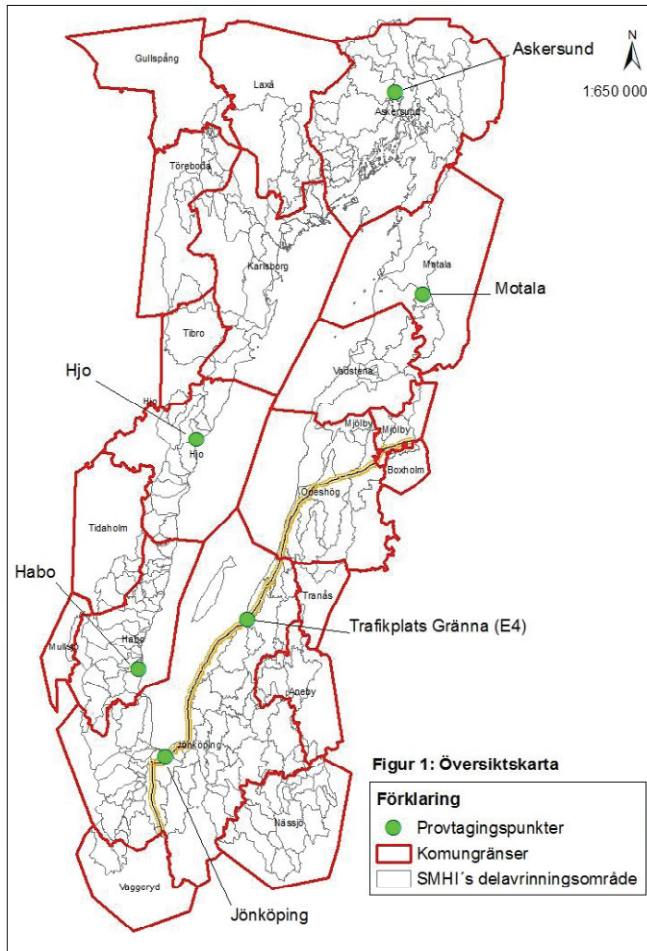 Gullspång
Laxå
Askersund
N
1:650 000
Askersund
Töreboda
Karlsborg
Motala
Motala
Tibro
Vadstena
Hjo
Hjo
Mjölby
Mjölby
Hjo
Boxholm
Ödeshög
Tidaholm
Habo
Tranås
Trafikplats Gränna (E4)
Mullsjö
Habo
Aneby
Jönköping
Figur 1: Översiktskarta
Förklaring
Provtagingspunkter
Komungränser
SMHI´s delavrinningsområde
Nässjö
Vaggeryd
Jönköping